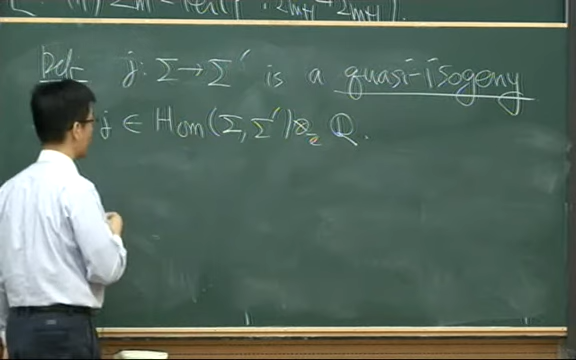 Def j : Σ → Σ' is a quasi-isogeny
j ∈ Hom(Σ, Σ') ⊗_Z Q.